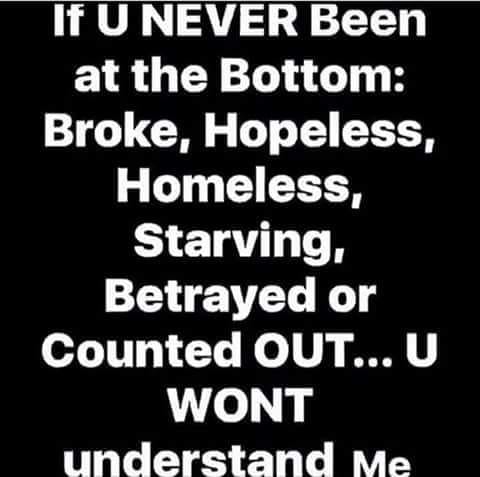 If U NEVER Been
at the Bottom:
Broke, Hopeless,
Homeless,
Starving,
Betrayed or
Counted OUT... U
WONT
understand Me